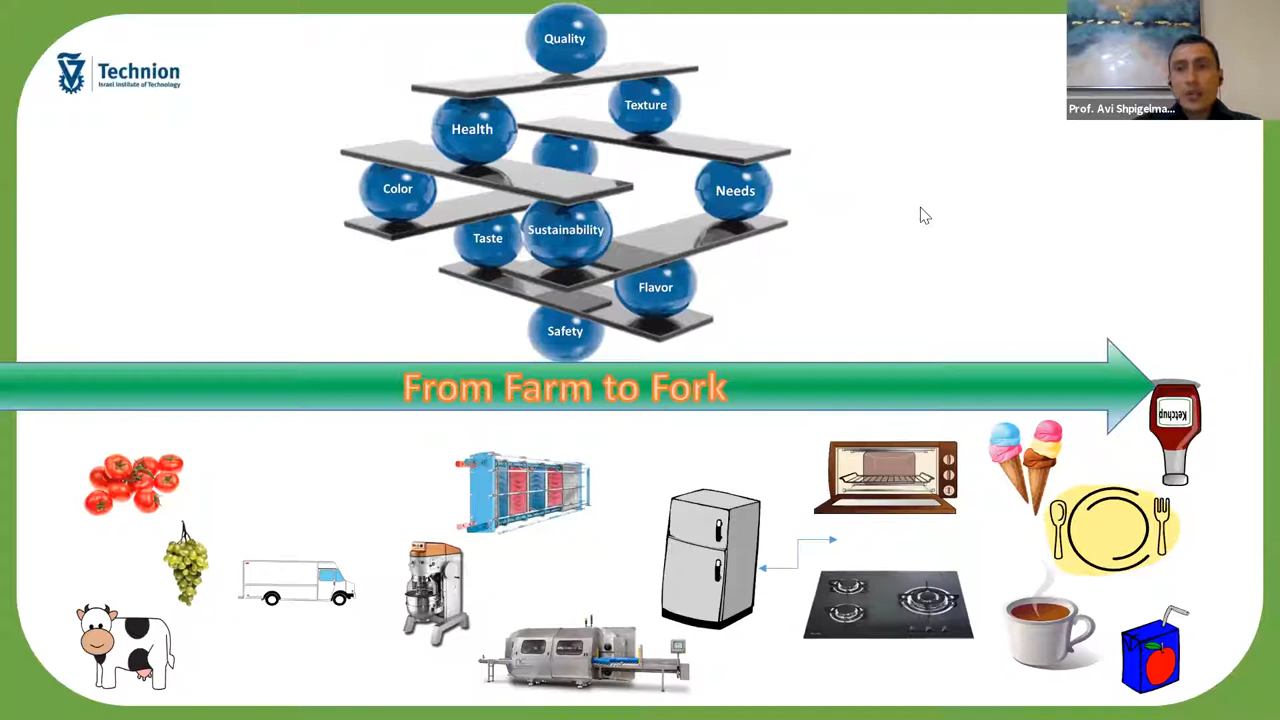 Quality
Technion
Israel Institute of Technology
Texture
Prof. Avi Shpigelma...
Health
Color
Needs
Sustainability
Taste
Flavor
Safety
From Farm to Fork
Ketchup